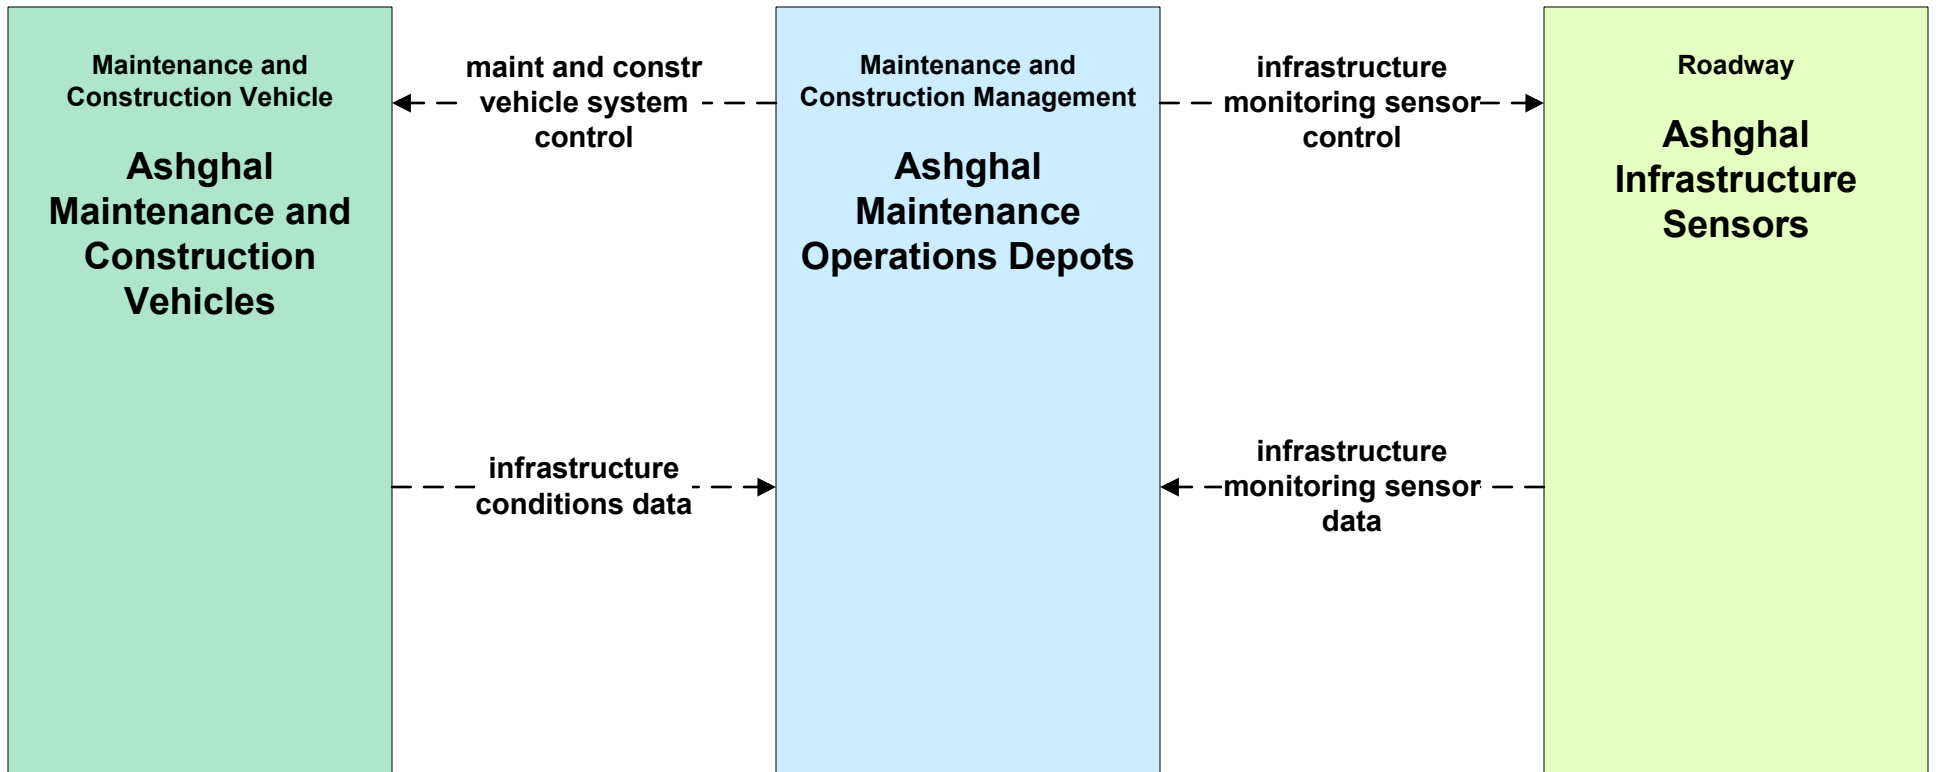 Maintenance and
Construction Vehicle
Ashghal
Maintenance and
Construction
Vehicles
maint and constr
vehicle system
control
infrastructure
conditions data
Maintenance and
Construction Management
Ashghal
Maintenance
Operations Depots
infrastructure
monitoring sensor
control
infrastructure
monitoring sensor
data
Roadway
Ashghal
Infrastructure
Sensors